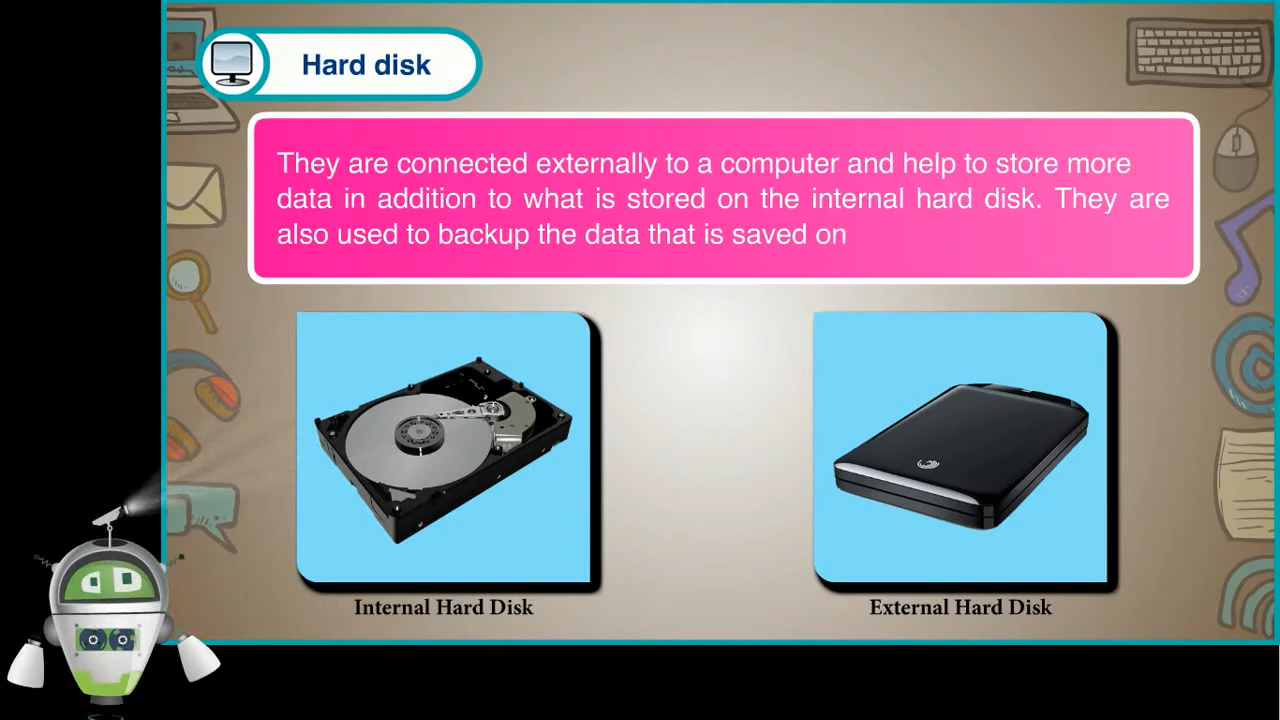 Hard disk
They are connected externally to a computer and help to store more
data in addition to what is stored on the internal hard disk. They are
also used to backup the data that is saved on
Internal Hard Disk
External Hard Disk